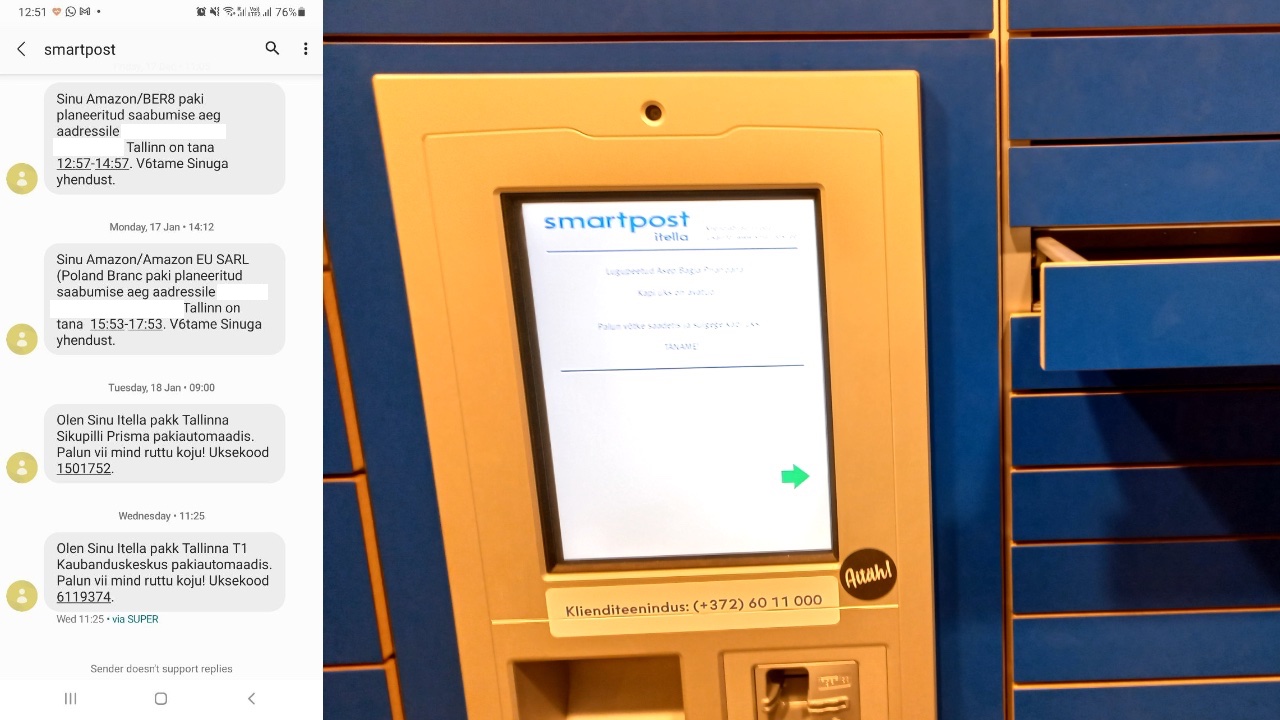 12:51
76%
smartpost
Sinu Amazon/BER8 paki
planeeritud saabumise aeg
aadressile
Tallinn on tana
12:57-14:57. V6tame Sinuga
yhendust.
Monday, 17 Jan • 14:12
Sinu Amazon/Amazon EU SARL
(Poland Branc paki planeeritud
saabumise aeg aadressile
Tallinn on
tana 15:53-17:53. V6tame Sinuga
yhendust.
Tuesday, 18 Jan • 09:00
Olen Sinu Itella pakk Tallinna
Sikupilli Prisma pakiautomaadis.
Palun vii mind ruttu koju! Uksekood
1501752.
Wednesday • 11:25
Olen Sinu Itella pakk Tallinna T1
Kaubanduskeskus pakiautomaadis.
Palun vii mind ruttu koju! Uksekood
6119374.
Wed 11:25 • via SUPER
Sender doesn't support replies
smartpost
itella
Lugupeetud
Palun võtke
TÄNAME!
Aitäh!
Klienditeenindus: (+372) 60 11 000